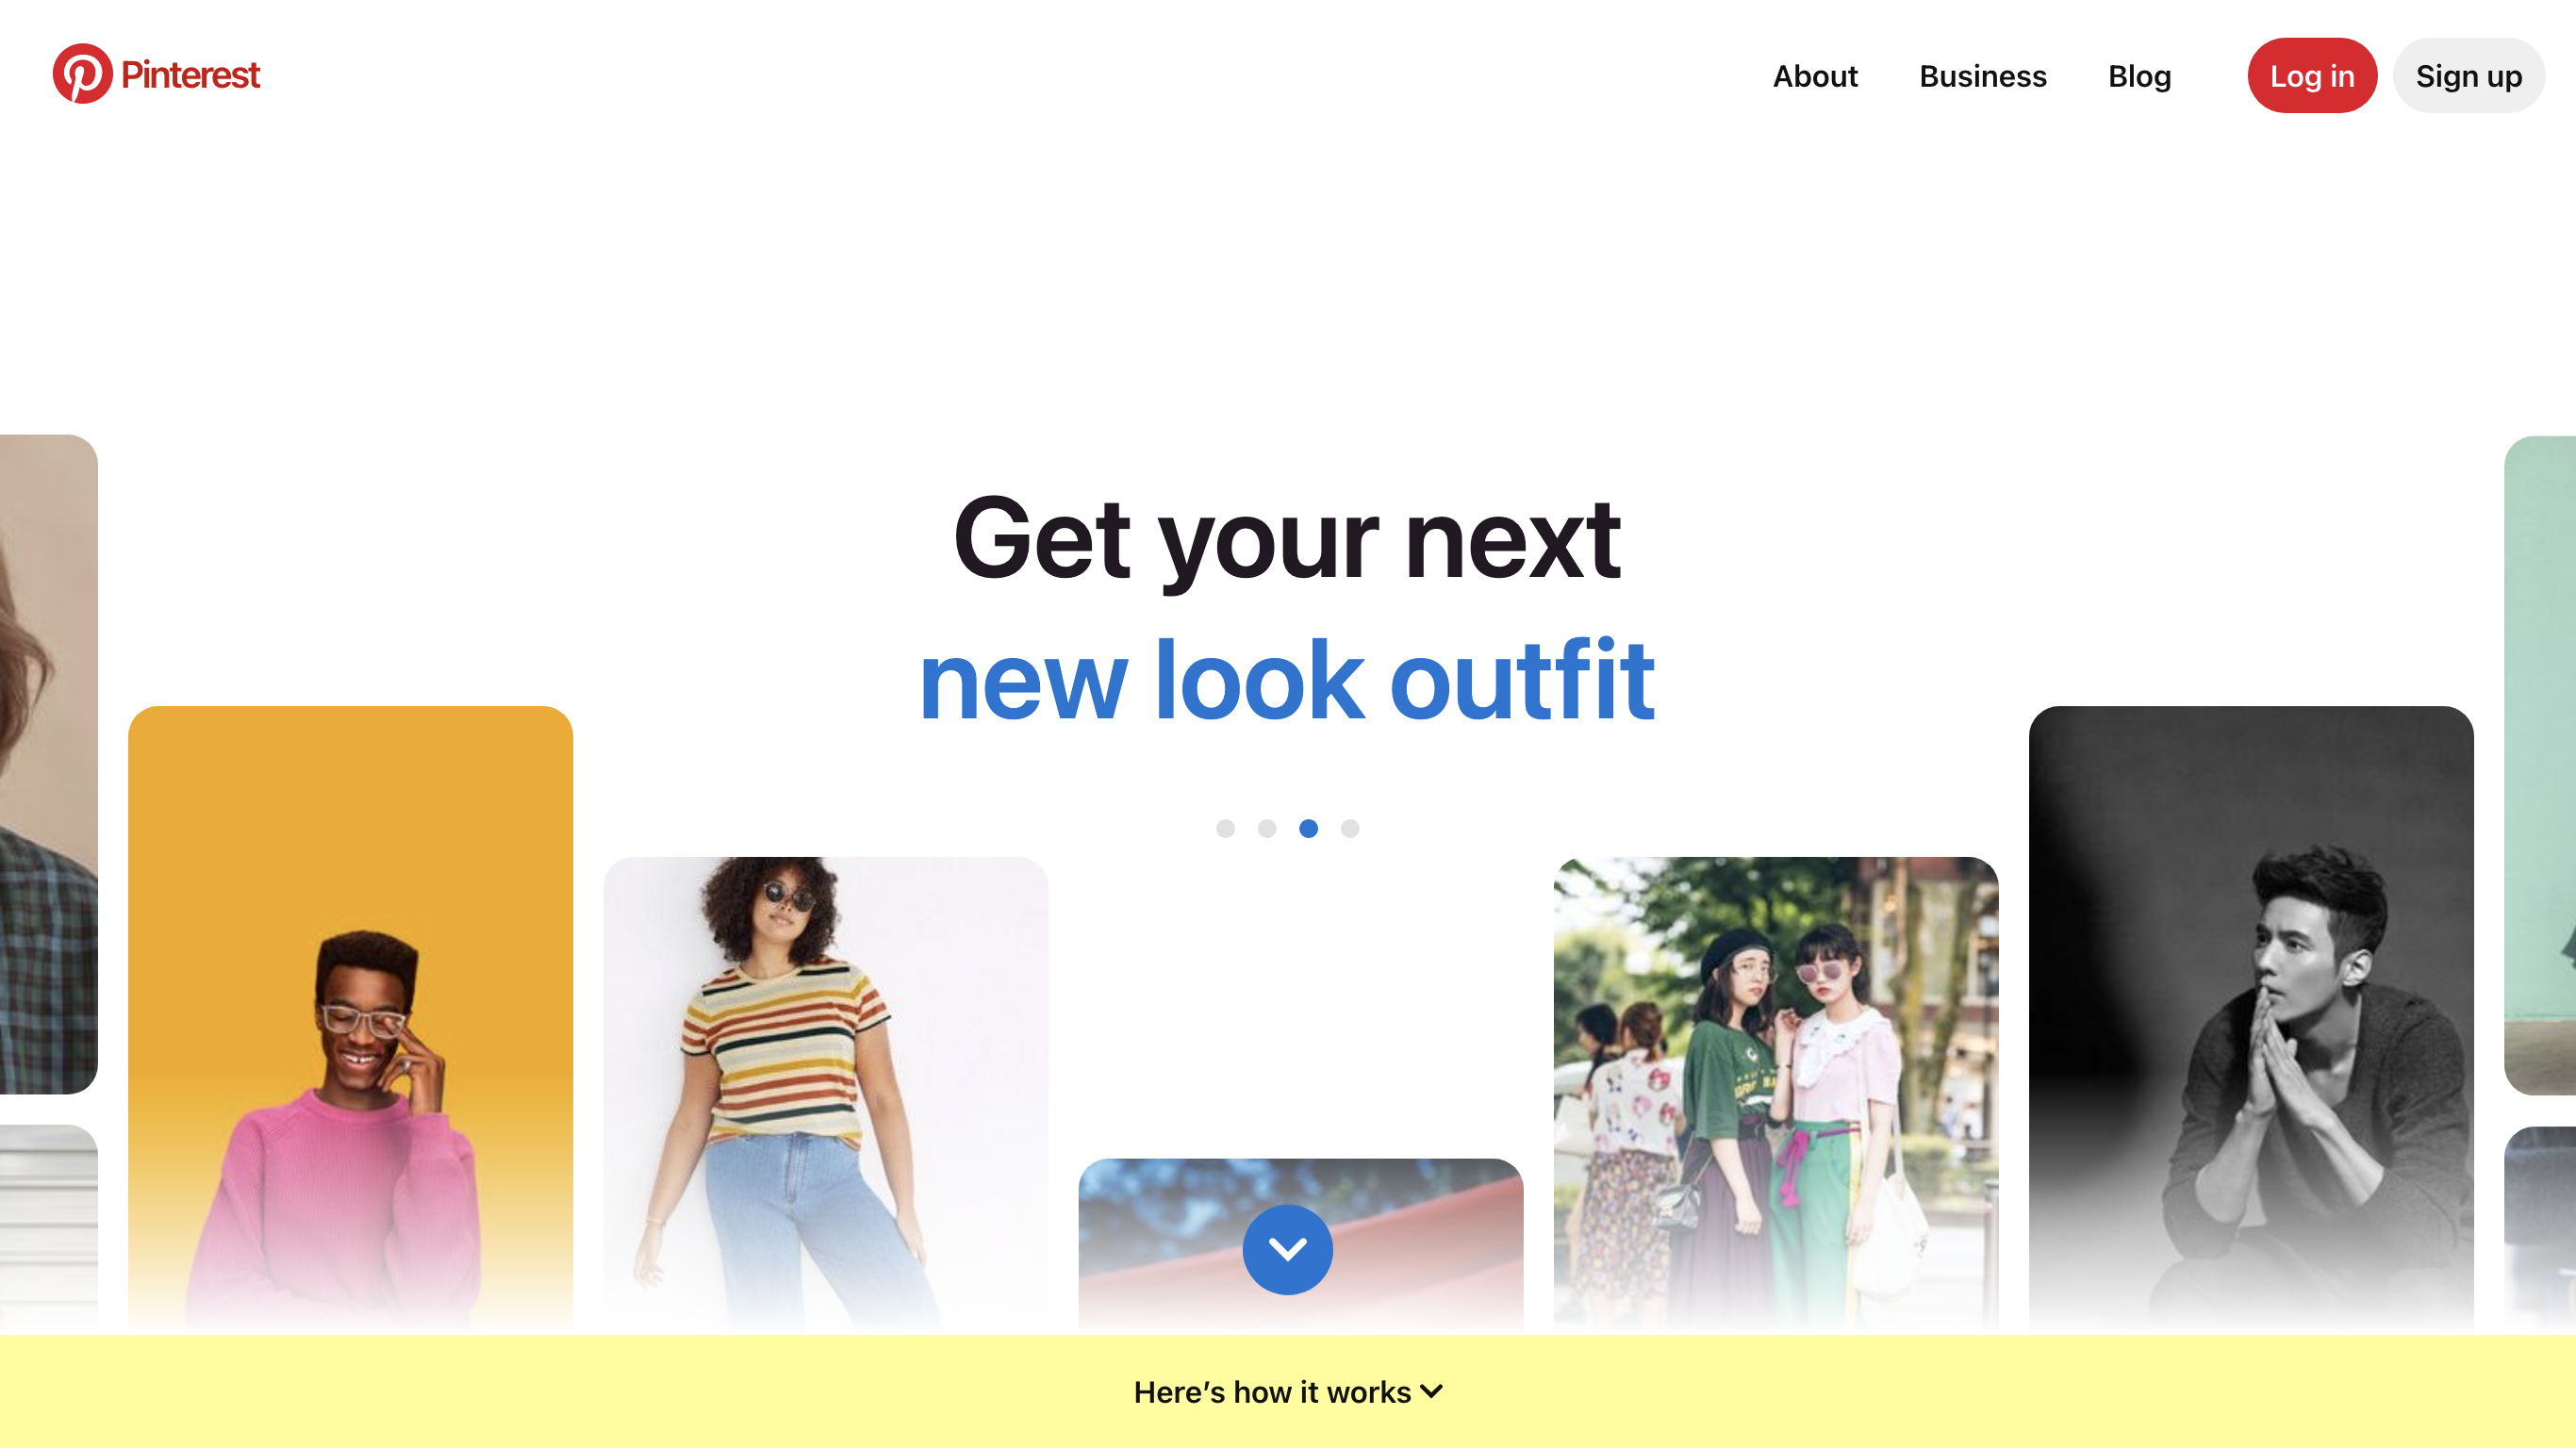 Pinterest
About
Business
Blog
Log in
Sign up
Get your next
new look outfit
Here’s how it works